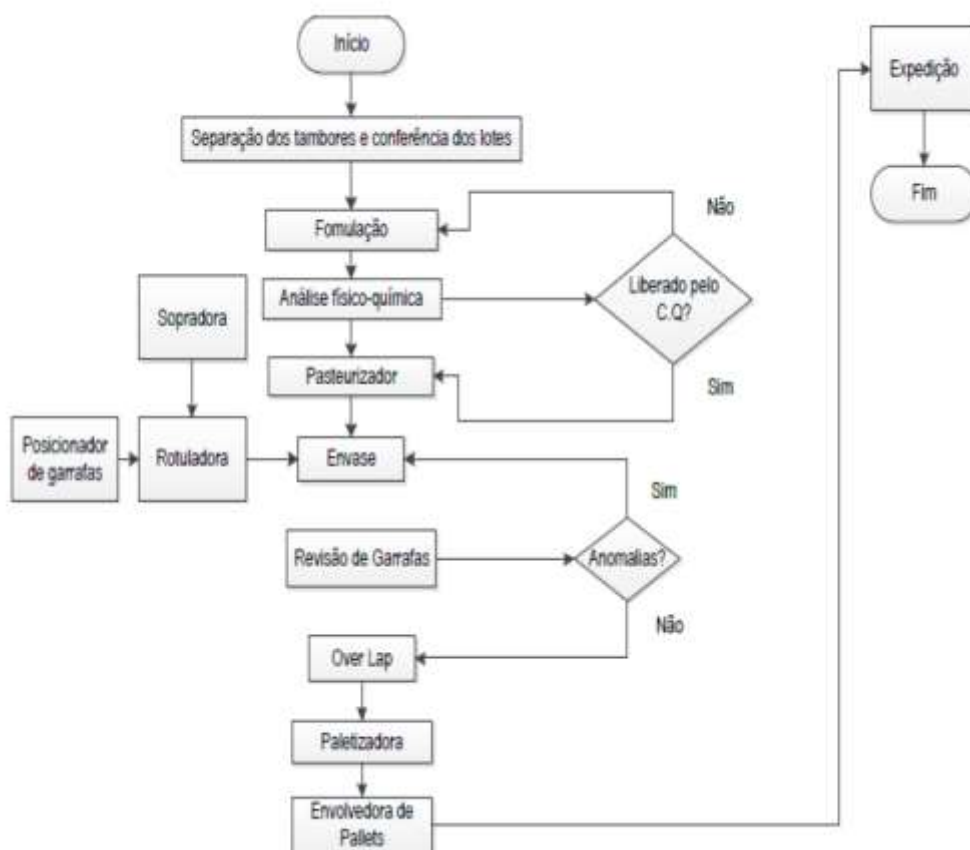 Início
Expedição
Separação dos tambores e conferência dos lotes
Fim
Não
Fomulação
Liberado pelo
C.Q?
Análise físico-química
Sopradora
Pasteurizador
Sim
Posicionador
de garrafas
Rotuladora
Envase
Sim
Revisão de Garrafas
Anomalias?
Não
Over Lap
Paletizadora
Envolvedora de
Pallets